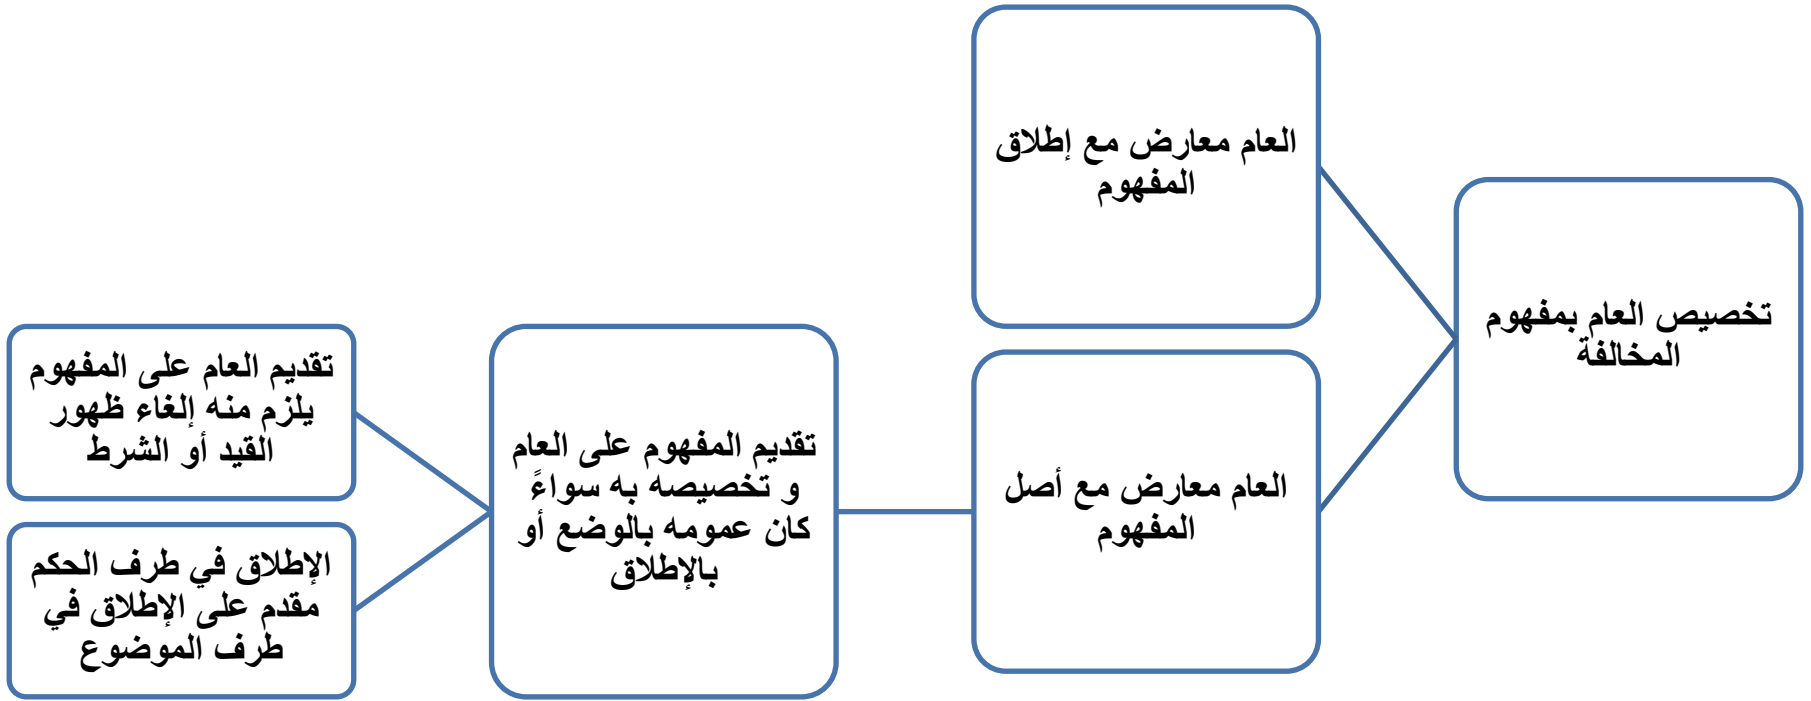 تخصيص العام بمفهوم
المخالفة
العام معارض مع إطلاق
المفهوم
العام معارض مع أصل
المفهوم
تقديم المفهوم على العام
و تخصيصه به سواءً
كان عمومه بالوضع أو
بالإطلاق
تقديم العام على المفهوم
يلزم منه إلغاء ظهور
القيد أو الشرط
الإطلاق في طرف الحكم
مقدم على الإطلاق في
طرف الموضوع